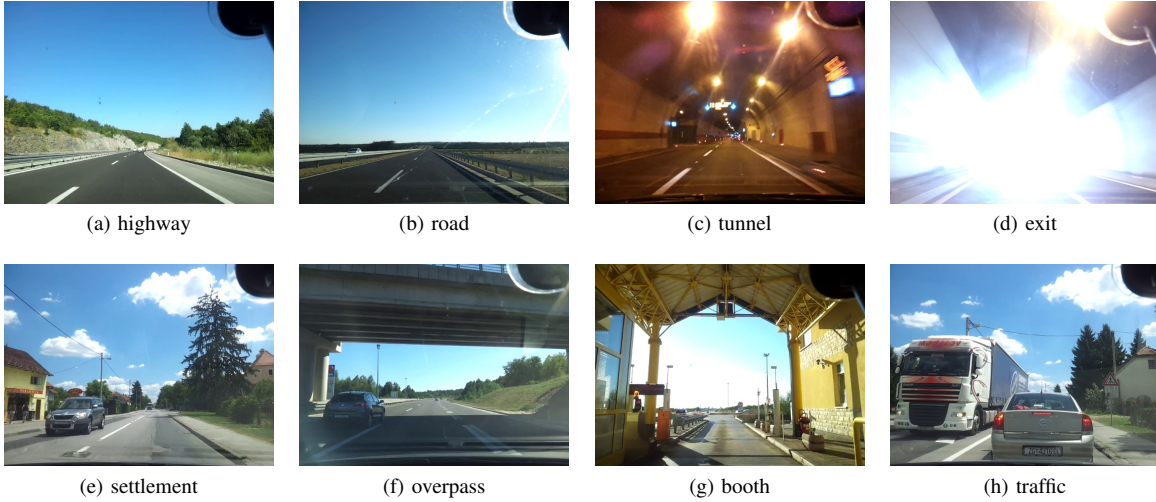 (a) highway
(b) road
(c) tunnel
(d) exit
(e) settlement
(f) overpass
(g) booth
(h) traffic